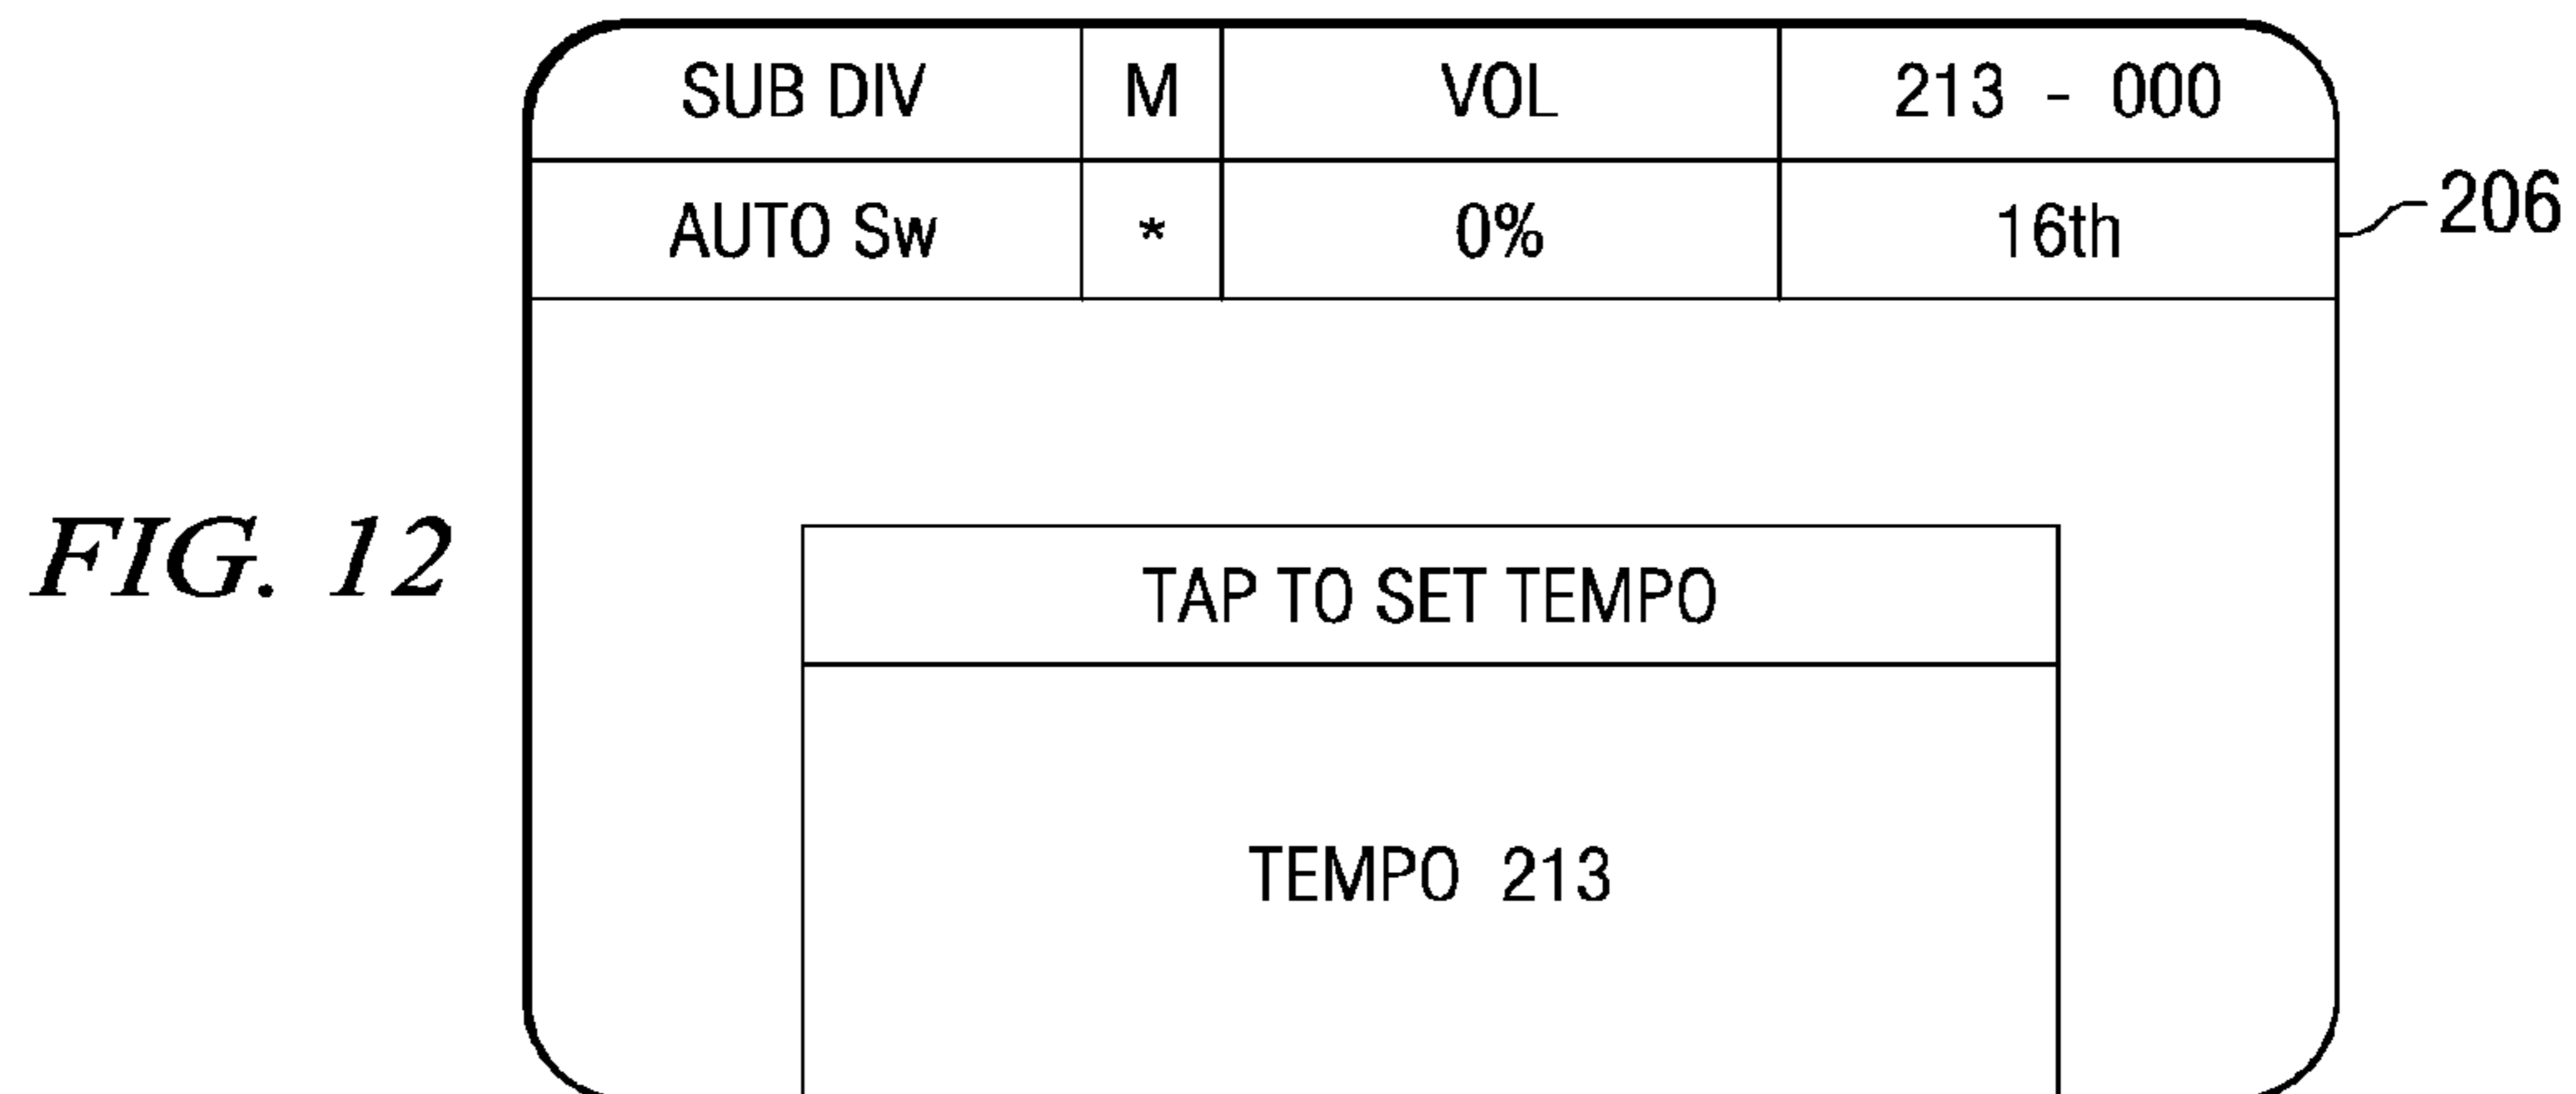 SUB DIV M VOL 213 - 000
AUTO Sw * 0% 16th
206
FIG. 12
TAP TO SET TEMPO
TEMPO 213